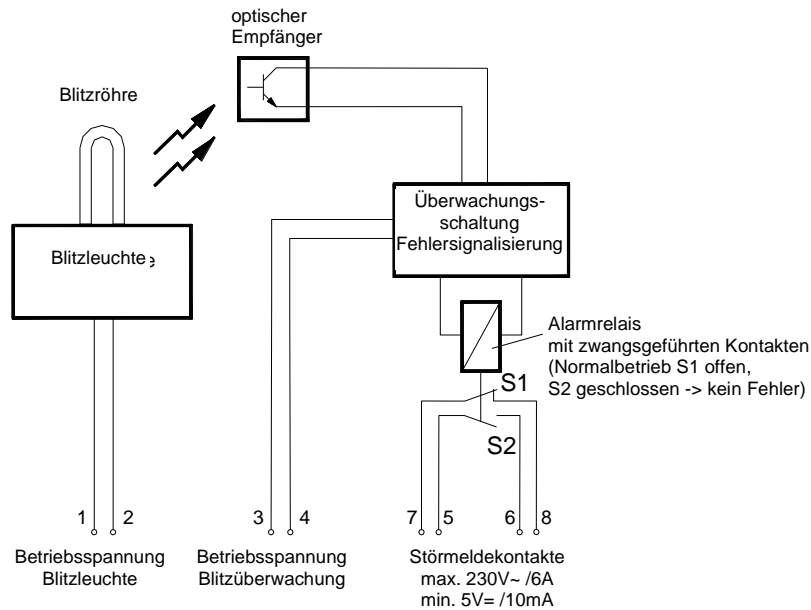 optischer
Empfänger
Blitzröhre
Überwachungs-
schaltung
Fehlersignalisierung
Blitzleuchte
Alarmrelais
mit zwangsgeführten Kontakten
(Normalbetrieb S1 offen,
S2 geschlossen -> kein Fehler)
S1
S2
1 2
3 4
7 5
6 8
Betriebsspannung
Blitzleuchte
Betriebsspannung
Blitzüberwachung
Störmeldekontakte
max. 230V~ /6A
min. 5V= /10mA